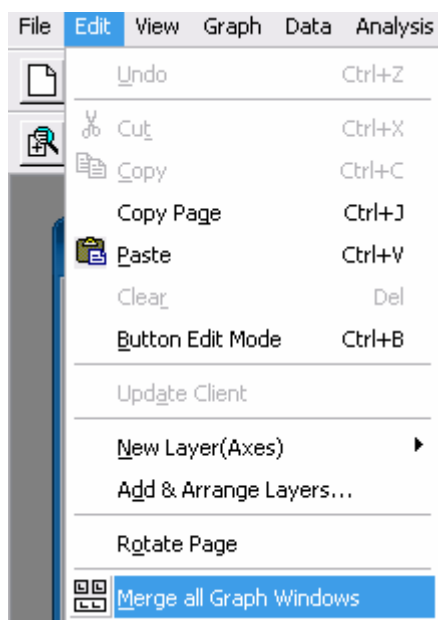 File Edit View Graph Data Analysis
Undo Ctrl+Z
Cut Ctrl+X
Copy Ctrl+C
Copy Page Ctrl+J
Paste Ctrl+V
Clear Del
Button Edit Mode Ctrl+B
Update Client
New Layer(Axes)
Add & Arrange Layers...
Rotate Page
Merge all Graph Windows